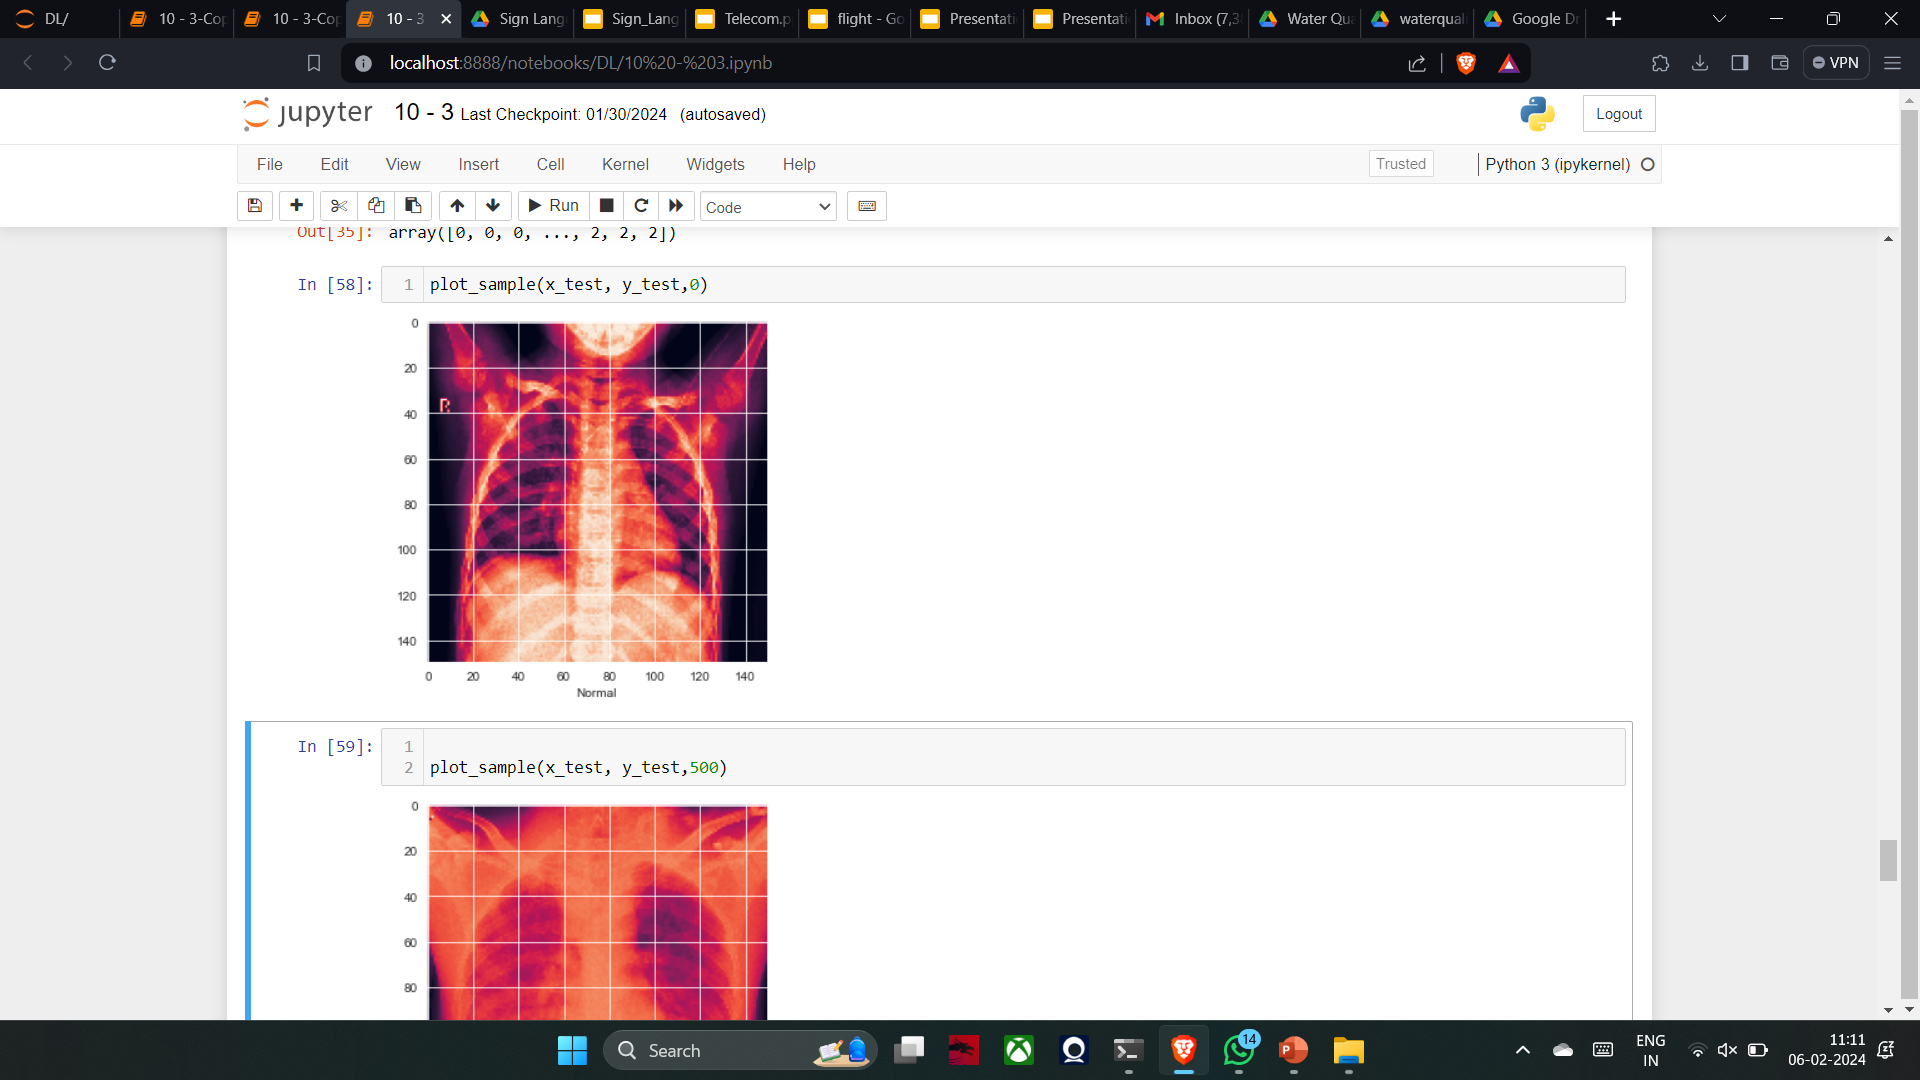 DL/
10 - 3-Cop
10 - 3-Cop
10 - 3
Sign Lang
Sign_Lang
Telecom.p
flight - Go
Presentati
Presentati
Inbox (7,3
Water Qua
waterquali
Google Dr
localhost:8888/notebooks/DL/10%20-%203.ipynb
VPN
jupyter 10 - 3 Last Checkpoint: 01/30/2024 (autosaved)
Logout
File Edit View Insert Cell Kernel Widgets Help
Trusted
Python 3 (ipykernel)
Run
Code
Out[35]: array([0, 0, 0, ..., 2, 2, 2])
In [58]: 1 plot_sample(x_test, y_test,0)
0
20
40
60
80
100
120
140
R
0 20 40 60 80 100 120 140
Normal
In [59]: 1
2 plot_sample(x_test, y_test,500)
0
20
40
60
80
Search
14
ENG
IN
11:11
06-02-2024